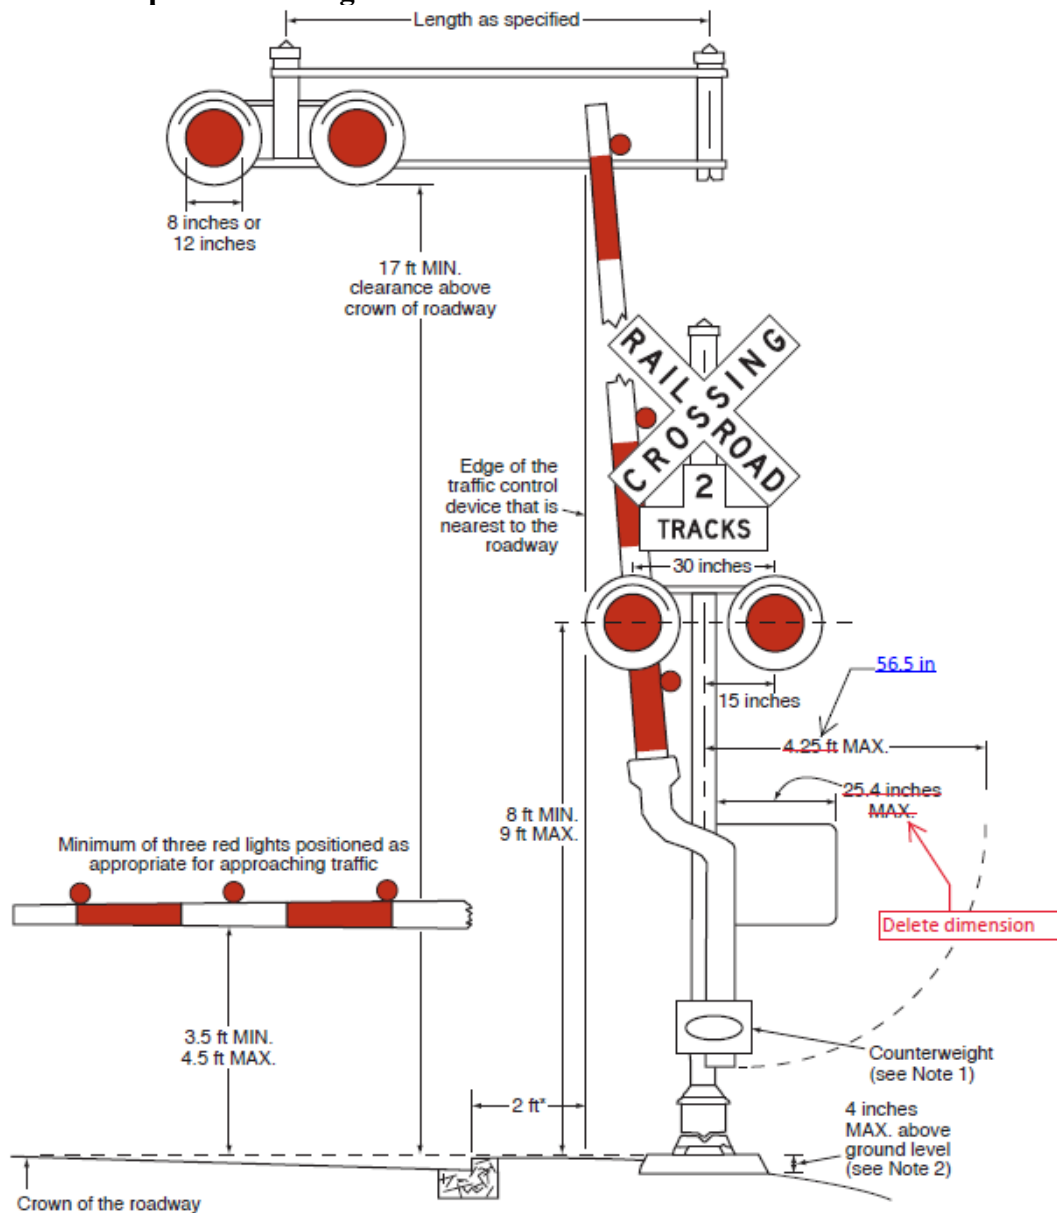 Length as specified
8 inches or
12 inches
17 ft MIN.
clearance above
crown of roadway
RAILROAD
CROSSING
2
TRACKS
Edge of the
traffic control
device that is
nearest to the
roadway
30 inches
56.5 in
15 inches
4.25 ft MAX.
25.4 inches
MAX.
8 ft MIN.
9 ft MAX.
Minimum of three red lights positioned as
appropriate for approaching traffic
Delete dimension
3.5 ft MIN.
4.5 ft MAX.
Counterweight
(see Note 1)
2 ft*
4 inches
MAX. above
ground level
(see Note 2)
Crown of the roadway